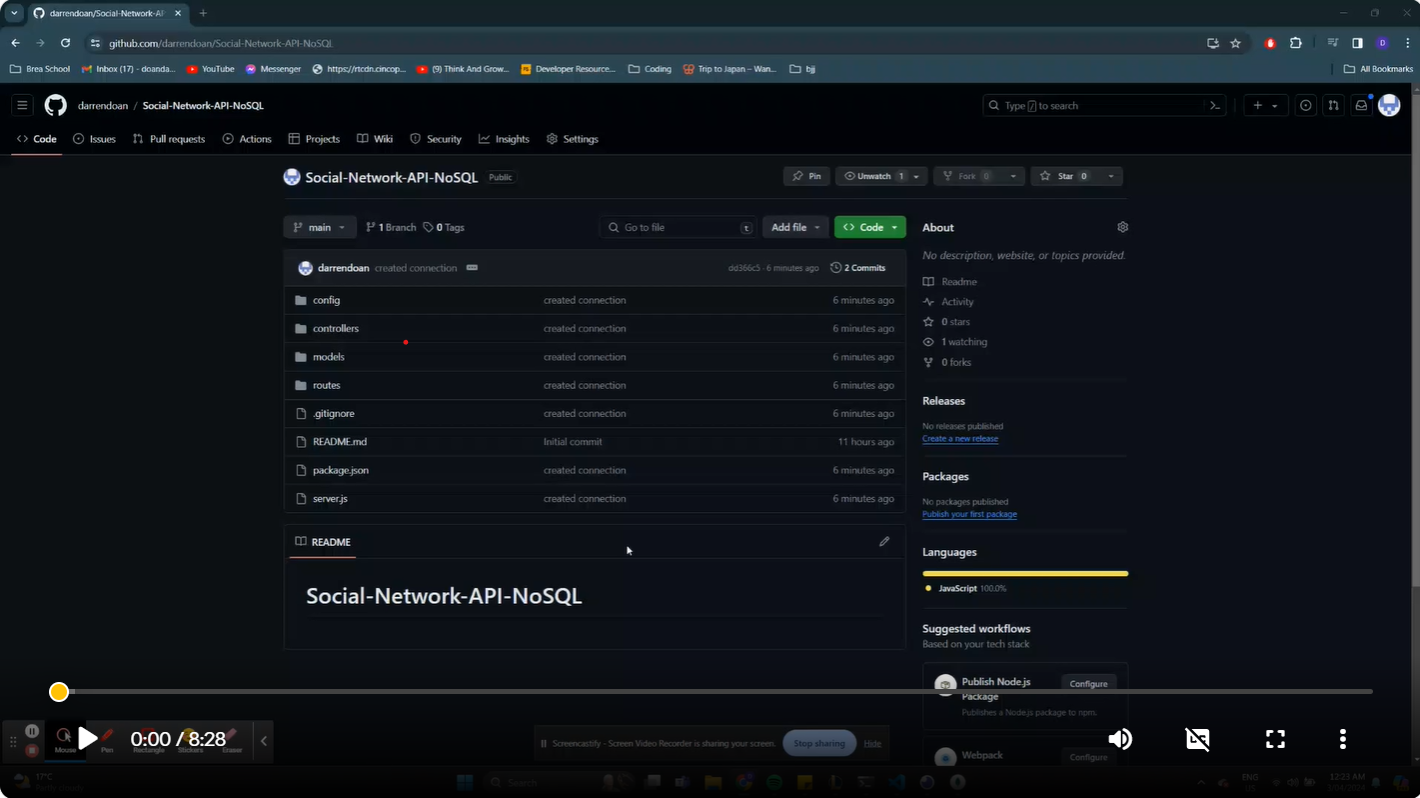 darrendoan/Social-Network-AI
github.com/darrendoan/Social-Network-API-NoSQL
Brea School
Inbox (17) - doanda...
YouTube
Messenger
https://rtcdn.cincop...
(9) Think And Grow...
Developer Resource...
Coding
Trip to Japan – Wan...
bjj
All Bookmarks
darrendoan / Social-Network-API-NoSQL
Type / to search
Code
Issues
Pull requests
Actions
Projects
Wiki
Security
Insights
Settings
Social-Network-API-NoSQL Public
Pin
Unwatch 1
Fork 0
Star 0
main
1 Branch
0 Tags
Go to file t
Add file
Code
darrendoan created connection
dd366c5 · 6 minutes ago
2 Commits
config created connection 6 minutes ago
controllers created connection 6 minutes ago
models created connection 6 minutes ago
routes created connection 6 minutes ago
.gitignore created connection 6 minutes ago
README.md Initial commit 11 hours ago
package.json created connection 6 minutes ago
server.js created connection 6 minutes ago
README
Social-Network-API-NoSQL
About
No description, website, or topics provided.
Readme
Activity
0 stars
1 watching
0 forks
Releases
No releases published
Create a new release
Packages
No packages published
Publish your first package
Languages
JavaScript 100.0%
Suggested workflows
Based on your tech stack
Publish Node.js Package
Configure
Publishes a Node.js package to npm.
Webpack
Configure
Mouse
Pen
Rectangle
Stickers
Eraser
0:00 / 8:28
Screencastify - Screen Video Recorder is sharing your screen.
Stop sharing
Hide
17°C
Search
ENG
12:23 AM